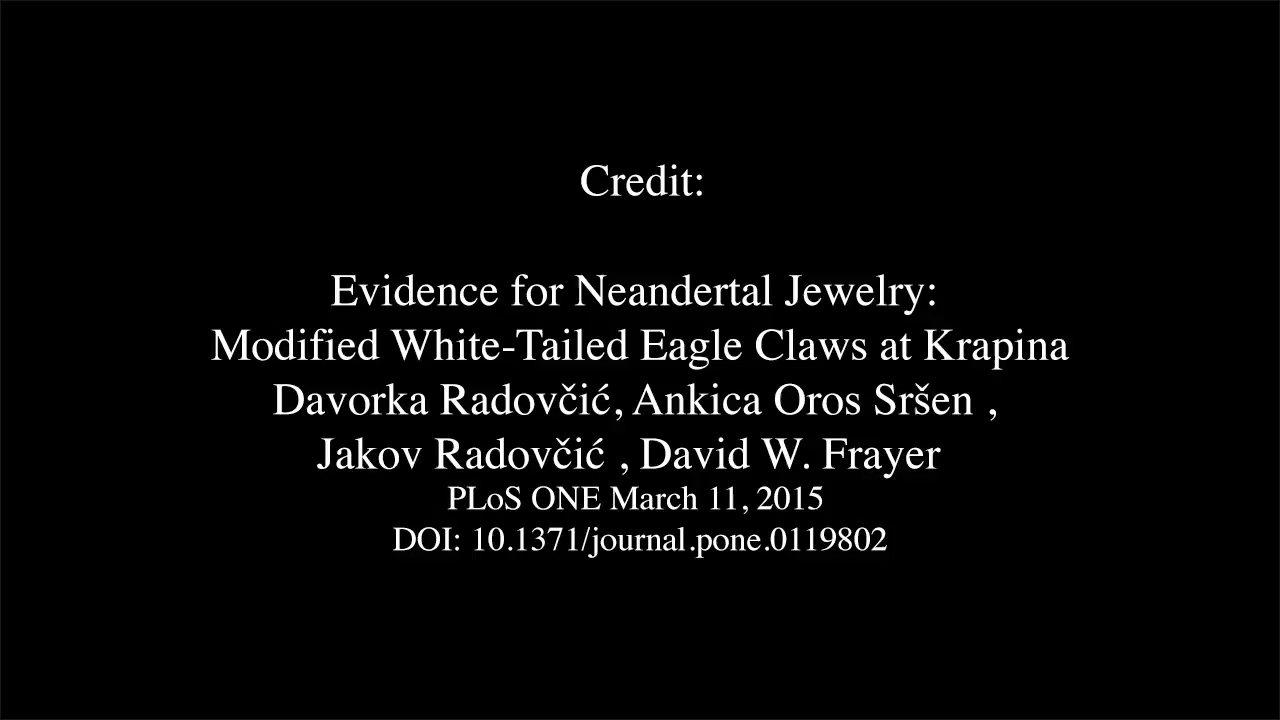 Credit:
Evidence for Neandertal Jewelry:
Modified White-Tailed Eagle Claws at Krapina
Davorka Radovčić, Ankica Oros Sršen ,
Jakov Radovčić , David W. Frayer
PLoS ONE March 11, 2015
DOI: 10.1371/journal.pone.0119802